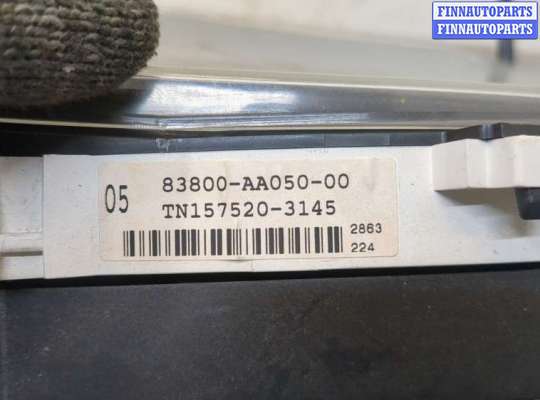 FINNAUTOPARTS
FINNAUTOPARTS
05
83800-AA050-00
TN157520-3145
2863
224